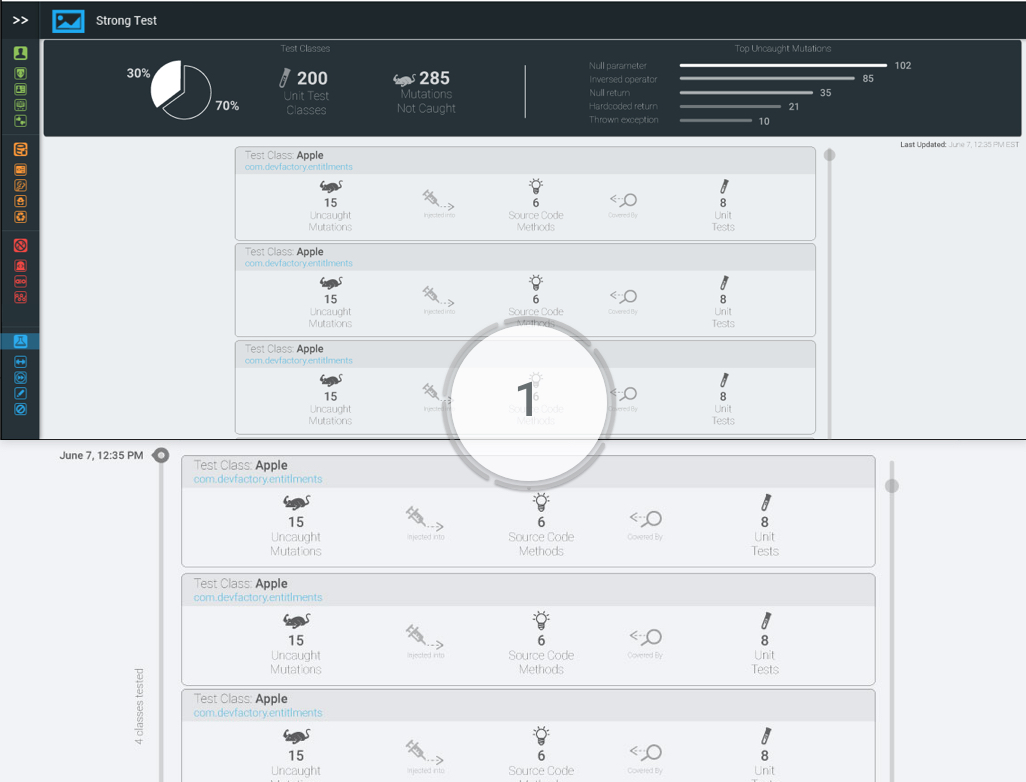 >> Strong Test
Test Classes
30%
70%
200
Unit Test
Classes
285
Mutations
Not Caught
Top Uncaught Mutations
Null parameter 102
Inversed operator 85
Null return 35
Hardcoded return 21
Thrown exception 10
Last Updated: June 7, 12:35 PM EST
Test Class: Apple
com.devfactory.entitlments
15
Uncaught
Mutations
Injected into
6
Source Code
Methods
Covered By
8
Unit
Tests
Test Class: Apple
com.devfactory.entitlments
15
Uncaught
Mutations
Injected into
6
Source Code
Methods
Covered By
8
Unit
Tests
Test Class: Apple
com.devfactory.entitlments
15
Uncaught
Mutations
Injected into
6
Source Code
Methods
Covered By
8
Unit
Tests
1
June 7, 12:35 PM
4 classes tested
Test Class: Apple
com.devfactory.entitlments
15
Uncaught
Mutations
Injected into
6
Source Code
Methods
Covered By
8
Unit
Tests
Test Class: Apple
com.devfactory.entitlments
15
Uncaught
Mutations
Injected into
6
Source Code
Methods
Covered By
8
Unit
Tests
Test Class: Apple
com.devfactory.entitlments
15
Uncaught
Mutations
Injected into
6
Source Code
Methods
Covered By
8
Unit
Tests